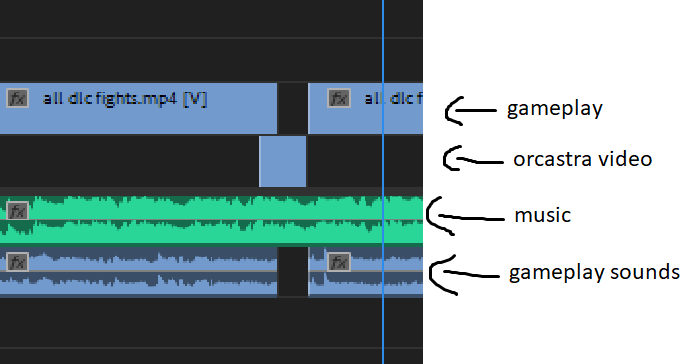 fx all dlc fights.mp4 [V] fx all dlc f
gameplay
orcastra video
fx
music
fx fx
gameplay sounds